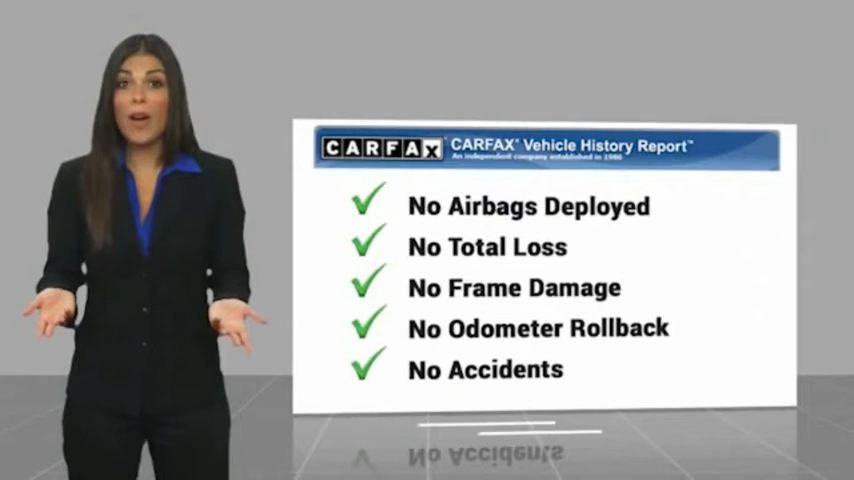 CARFAX CARFAX® Vehicle History Report™
An independent company established in 1986
No Airbags Deployed
No Total Loss
No Frame Damage
No Odometer Rollback
No Accidents
No Accidents